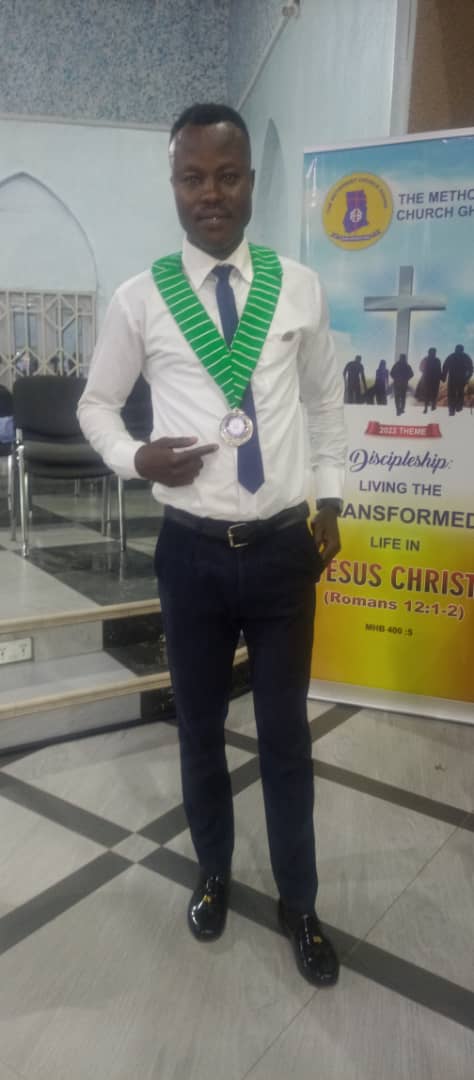 THE METHO
CHURCH GH
2023 THEME
Discipleship:
LIVING THE
RANSFORMED
LIFE IN
ESUS CHRIST
(Romans 12:1-2)
MHB 400 :5